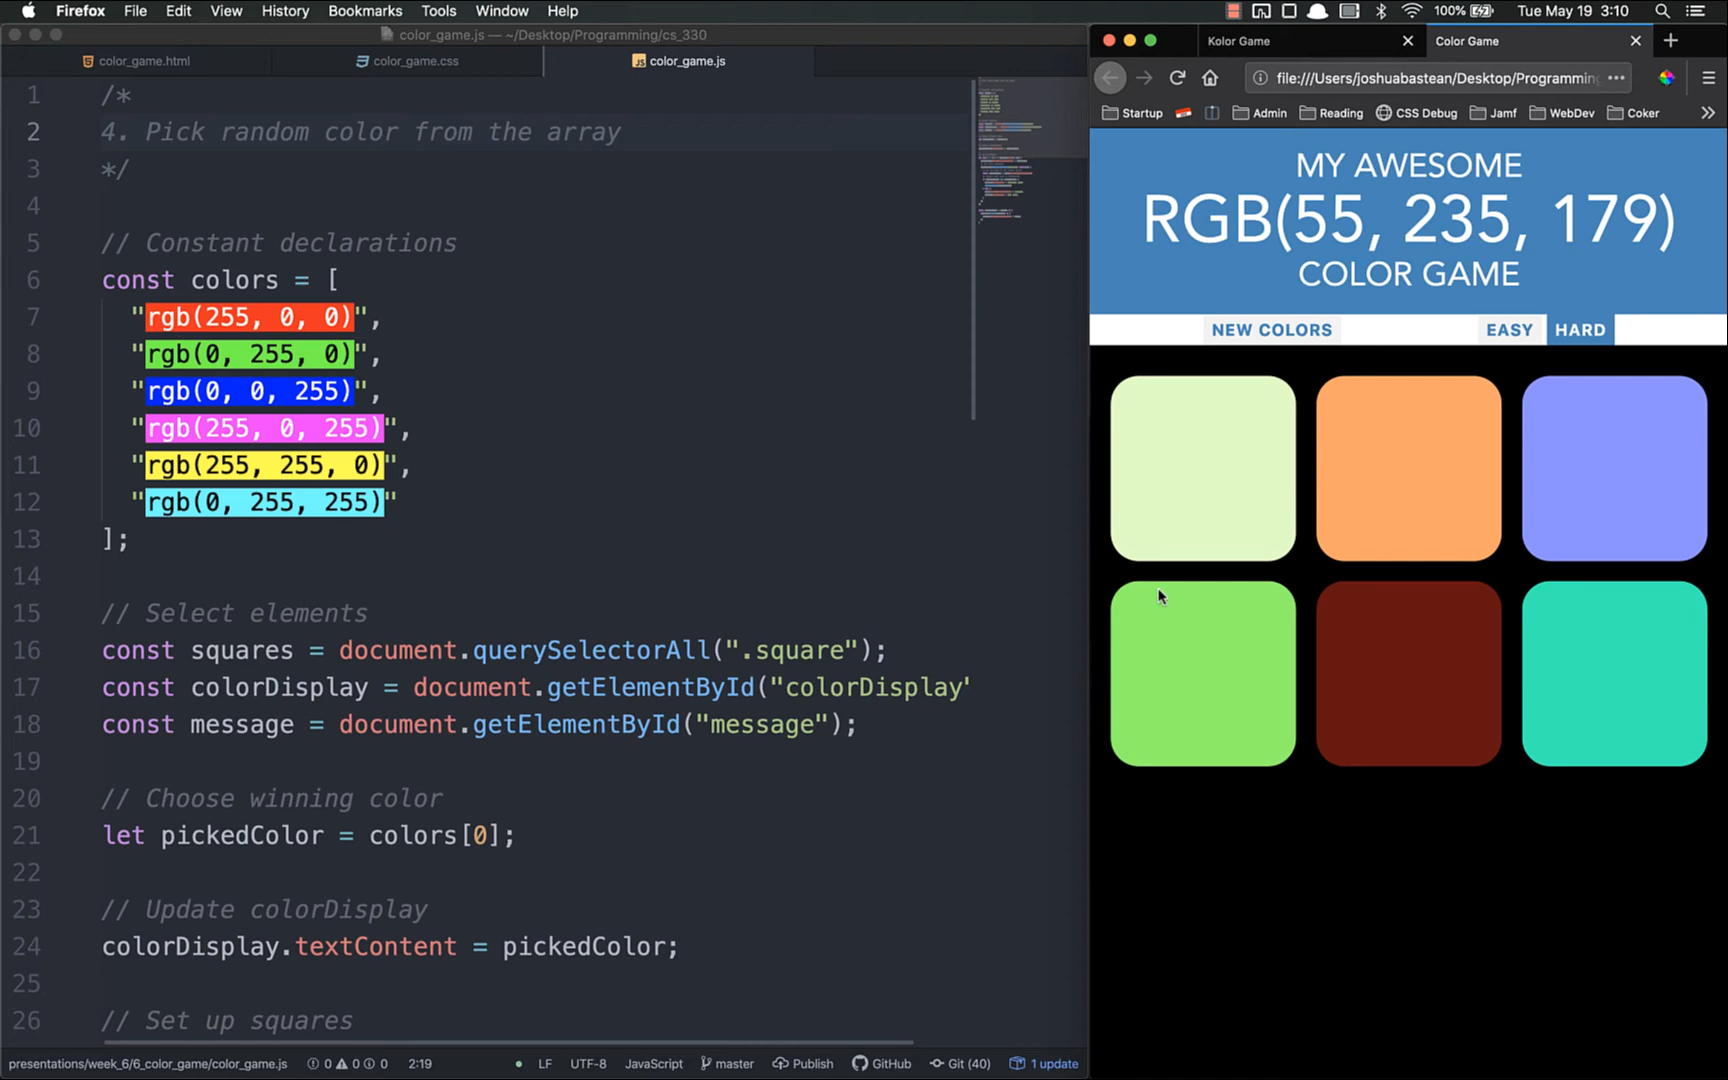 Firefox File Edit View History Bookmarks Tools Window Help 100% Tue May 19 3:10
color_game.js — ~/Desktop/Programming/cs_330
color_game.html color_game.css color_game.js
1 /*
2 4. Pick random color from the array
3 */
4
5 // Constant declarations
6 const colors = [
7 "rgb(255, 0, 0)",
8 "rgb(0, 255, 0)",
9 "rgb(0, 0, 255)",
10 "rgb(255, 0, 255)",
11 "rgb(255, 255, 0)",
12 "rgb(0, 255, 255)"
13 ];
14
15 // Select elements
16 const squares = document.querySelectorAll(".square");
17 const colorDisplay = document.getElementById("colorDisplay"
18 const message = document.getElementById("message");
19
20 // Choose winning color
21 let pickedColor = colors[0];
22
23 // Update colorDisplay
24 colorDisplay.textContent = pickedColor;
25
26 // Set up squares
presentations/week_6/6_color_game/color_game.js 0 0 0 2:19 LF UTF-8 JavaScript master Publish GitHub Git (40) 1 update
Kolor Game Color Game
file:///Users/joshuabastean/Desktop/Programmin
Startup Admin Reading CSS Debug Jamf WebDev Coker
MY AWESOME
RGB(55, 235, 179)
COLOR GAME
NEW COLORS EASY HARD